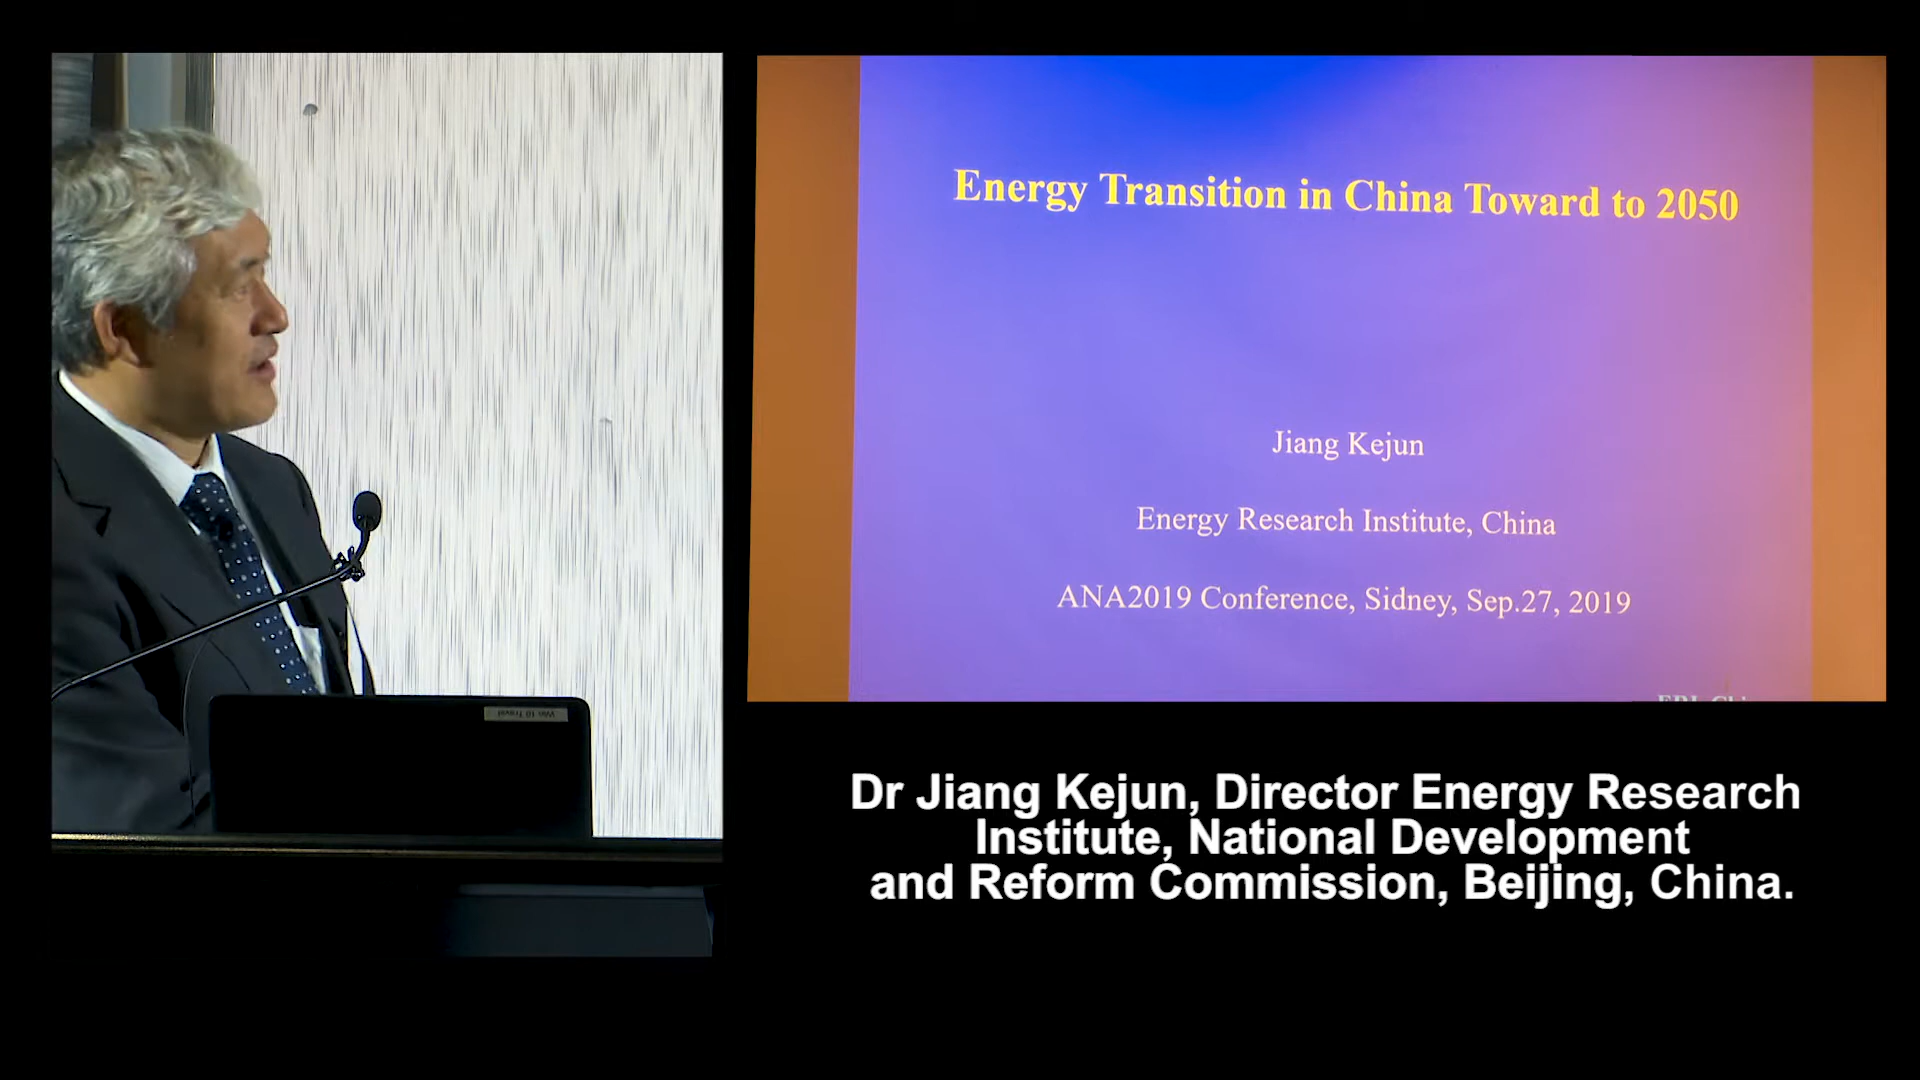 Energy Transition in China Toward to 2050
Jiang Kejun
Energy Research Institute, China
ANA2019 Conference, Sidney, Sep.27, 2019
Dr Jiang Kejun, Director Energy Research
Institute, National Development
and Reform Commission, Beijing, China.